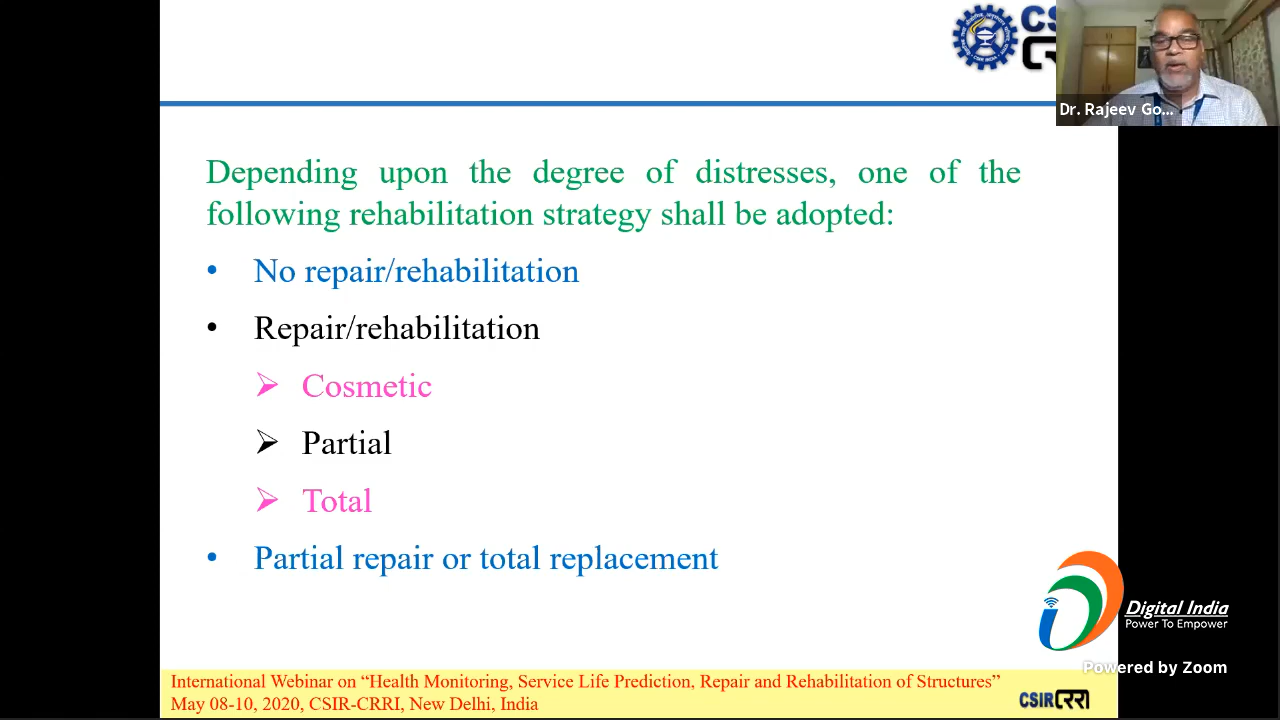 CS
CR
Dr. Rajeev Go...
Depending upon the degree of distresses, one of the
following rehabilitation strategy shall be adopted:
• No repair/rehabilitation
• Repair/rehabilitation
➢ Cosmetic
➢ Partial
➢ Total
• Partial repair or total replacement
Digital India
Power To Empower
Powered by Zoom
International Webinar on “Health Monitoring, Service Life Prediction, Repair and Rehabilitation of Structures”
May 08-10, 2020, CSIR-CRRI, New Delhi, India
CSIR CRRI